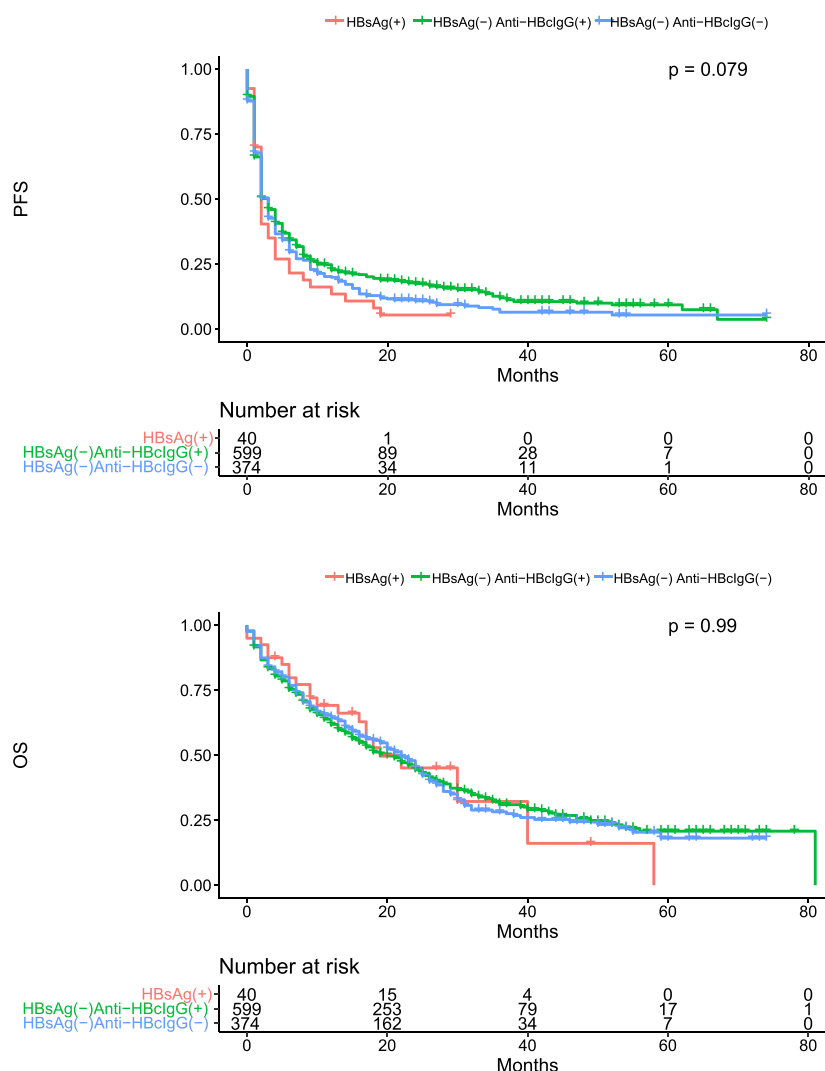 HBsAg(+) HBsAg(−) Anti−HBcIgG(+) HBsAg(−) Anti−HBcIgG(−)
p = 0.079
1.00
0.75
0.50
0.25
0.00
PFS
0 20 40 60 80
Months
Number at risk
HBsAg(+) 40 1 0 0 0
HBsAg(−)Anti−HBcIgG(+) 599 89 28 7 0
HBsAg(−)Anti−HBcIgG(−) 374 34 11 1 0
0 20 40 60 80
Months
HBsAg(+) HBsAg(−) Anti−HBcIgG(+) HBsAg(−) Anti−HBcIgG(−)
p = 0.99
1.00
0.75
0.50
0.25
0.00
OS
0 20 40 60 80
Months
Number at risk
HBsAg(+) 40 15 4 0 0
HBsAg(−)Anti−HBcIgG(+) 599 253 79 17 1
HBsAg(−)Anti−HBcIgG(−) 374 162 34 7 0
0 20 40 60 80
Months